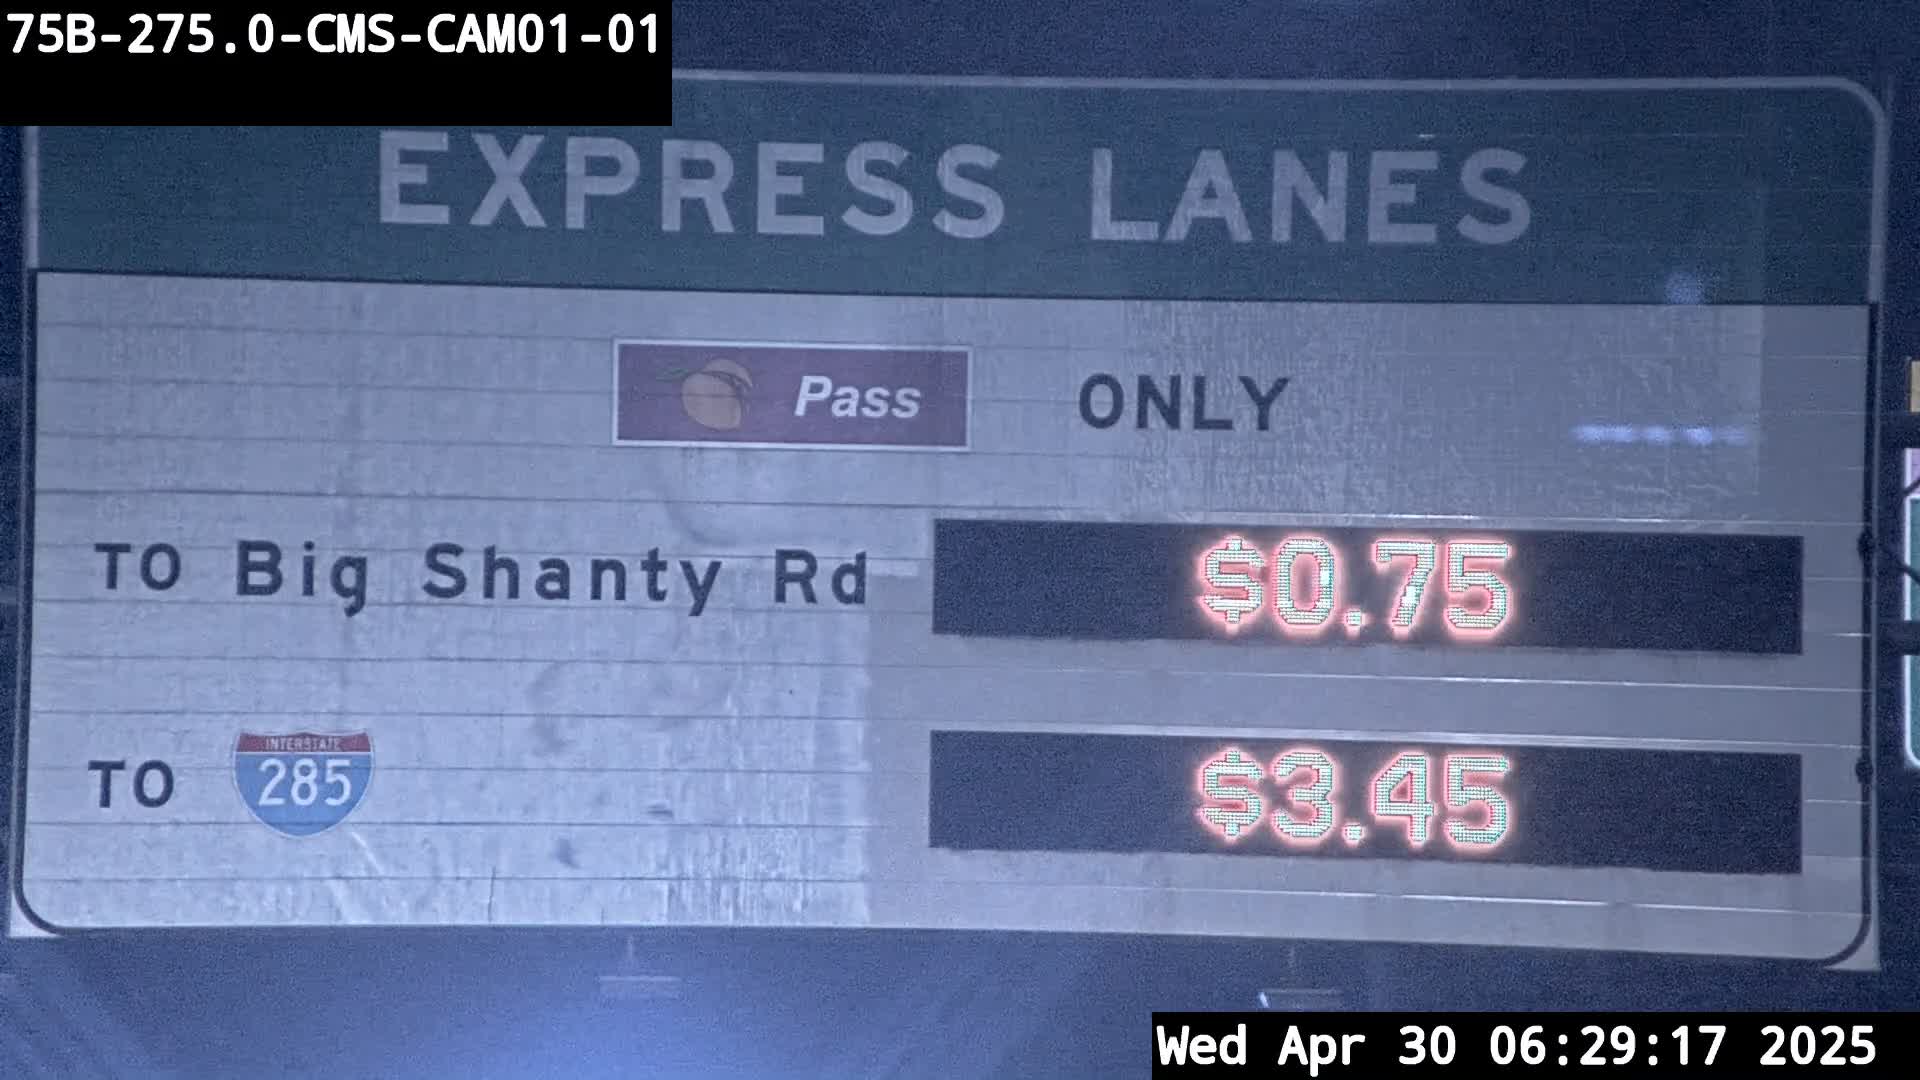 75B-275.0-CMS-CAM01-01
EXPRESS LANES
Pass ONLY
TO Big Shanty Rd $0.75
TO INTERSTATE 285 $3.45
Wed Apr 30 06:29:17 2025